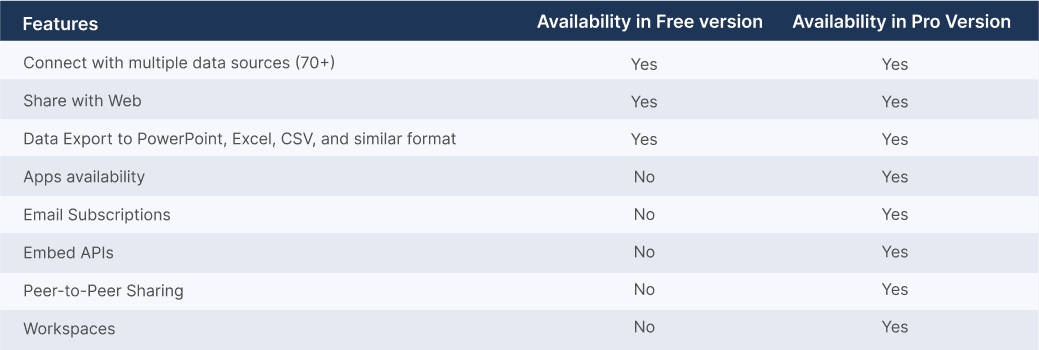 Features Availability in Free version Availability in Pro Version
Connect with multiple data sources (70+) Yes Yes
Share with Web Yes Yes
Data Export to PowerPoint, Excel, CSV, and similar format Yes Yes
Apps availability No Yes
Email Subscriptions No Yes
Embed APIs No Yes
Peer-to-Peer Sharing No Yes
Workspaces No Yes